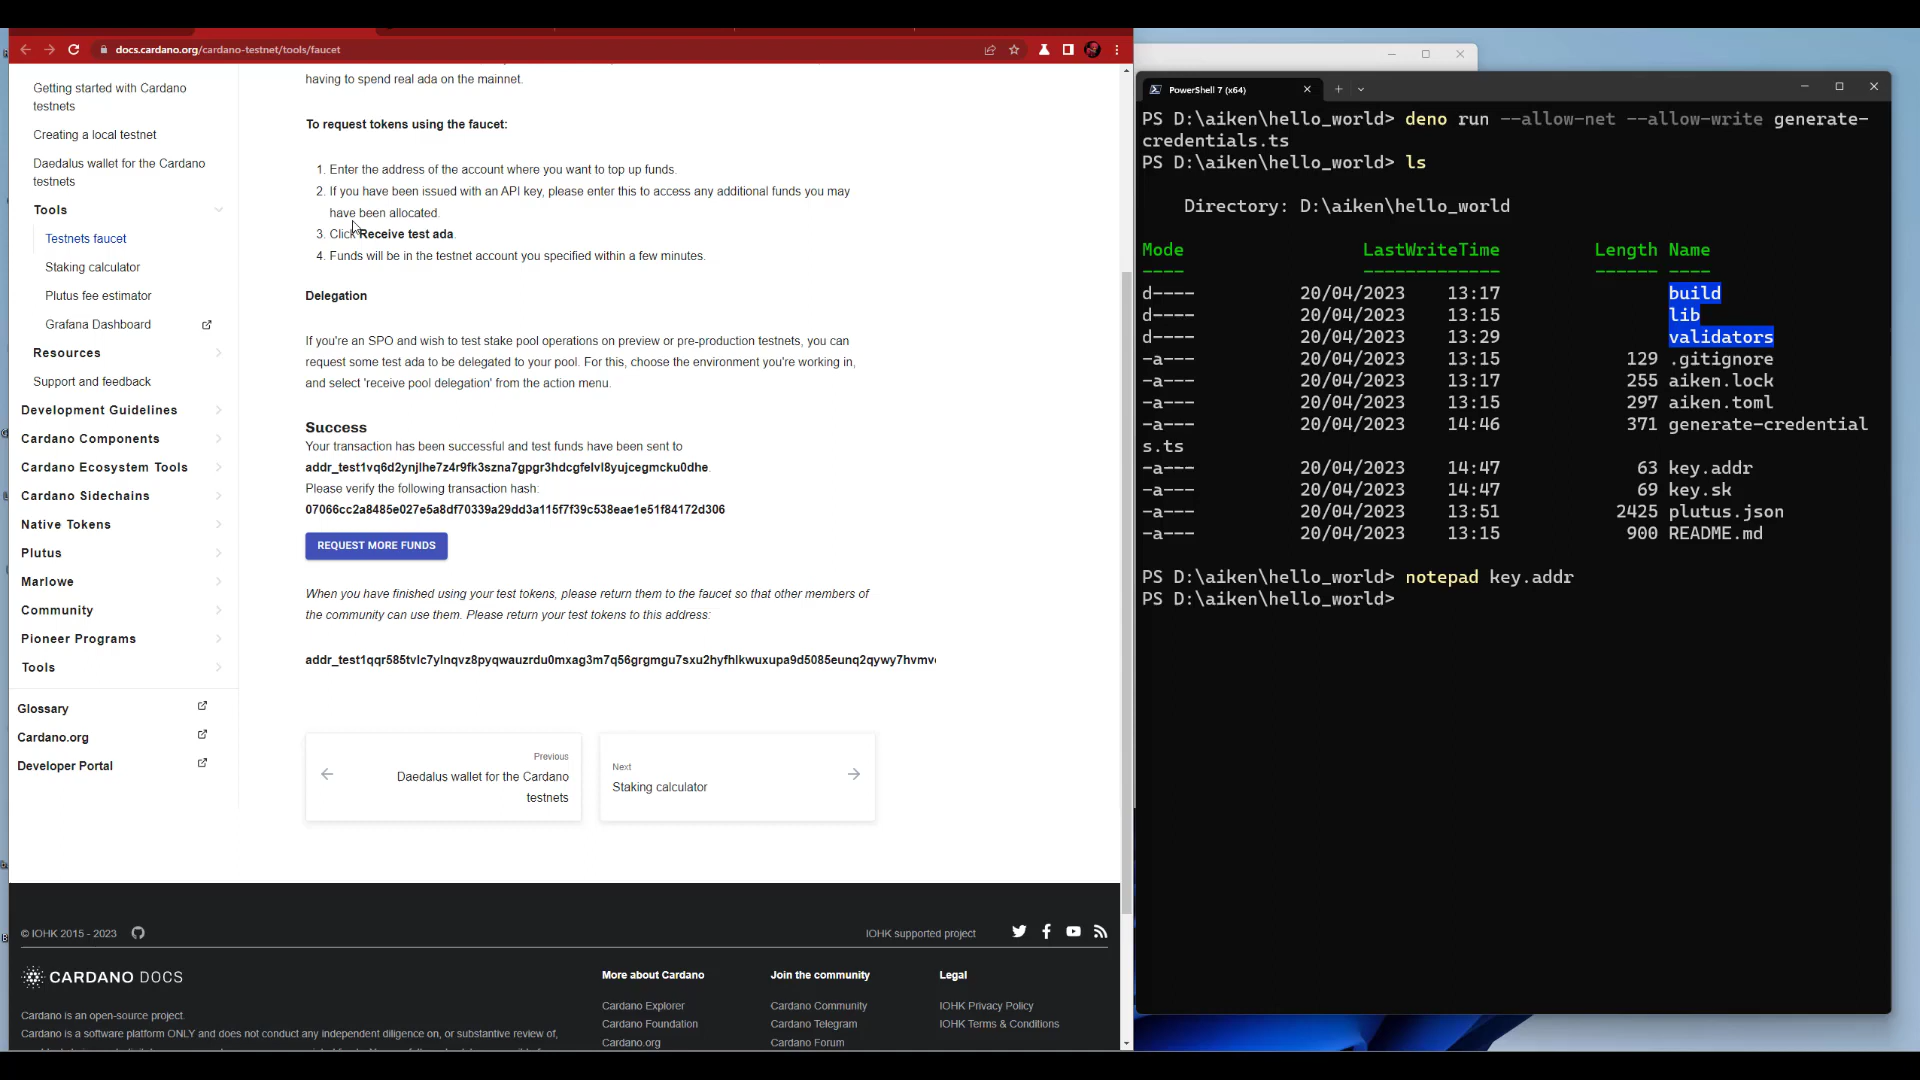 docs.cardano.org/cardano-testnet/tools/faucet
Getting started with Cardano
testnets
Creating a local testnet
Daedalus wallet for the Cardano
testnets
Tools
Testnets faucet
Staking calculator
Plutus fee estimator
Grafana Dashboard
Resources
Support and feedback
Development Guidelines
Cardano Components
Cardano Ecosystem Tools
Cardano Sidechains
Native Tokens
Plutus
Marlowe
Community
Pioneer Programs
Tools
Glossary
Cardano.org
Developer Portal
having to spend real ada on the mainnet.
To request tokens using the faucet:
1. Enter the address of the account where you want to top up funds.
2. If you have been issued with an API key, please enter this to access any additional funds you may
have been allocated.
3. Click Receive test ada.
4. Funds will be in the testnet account you specified within a few minutes.
Delegation
If you're an SPO and wish to test stake pool operations on preview or pre-production testnets, you can
request some test ada to be delegated to your pool. For this, choose the environment you're working in,
and select 'receive pool delegation' from the action menu.
Success
Your transaction has been successful and test funds have been sent to
addr_test1vq6d2ynjlhe7z4r9fk3szna7gpgr3hdcgfelvl8yujcegmcku0dhe.
Please verify the following transaction hash:
07066cc2a8485e027e5a8df70339a29dd3a115f7f39c538eae1e51f84172d306
REQUEST MORE FUNDS
When you have finished using your test tokens, please return them to the faucet so that other members of
the community can use them. Please return your test tokens to this address:
addr_test1qqr585tvlc7ylnqvz8pyqwauzrdu0mxag3m7q56grgmgu7sxu2hyfhlkwuxupa9d5085eunq2qywy7hvmv
Previous
Daedalus wallet for the Cardano
testnets
Next
Staking calculator
© IOHK 2015 - 2023
IOHK supported project
CARDANO DOCS
Cardano is an open-source project.
Cardano is a software platform ONLY and does not conduct any independent diligence on, or substantive review of,
More about Cardano
Cardano Explorer
Cardano Foundation
Cardano.org
Join the community
Cardano Community
Cardano Telegram
Cardano Forum
Legal
IOHK Privacy Policy
IOHK Terms & Conditions
PowerShell 7 (x64)
PS D:\aiken\hello_world> deno run --allow-net --allow-write generate-
credentials.ts
PS D:\aiken\hello_world> ls
Directory: D:\aiken\hello_world
Mode LastWriteTime Length Name
---- ------------- ------ ----
d---- 20/04/2023 13:17 build
d---- 20/04/2023 13:15 lib
d---- 20/04/2023 13:29 validators
-a--- 20/04/2023 13:15 129 .gitignore
-a--- 20/04/2023 13:17 255 aiken.lock
-a--- 20/04/2023 13:15 297 aiken.toml
-a--- 20/04/2023 14:46 371 generate-credential
s.ts
-a--- 20/04/2023 14:47 63 key.addr
-a--- 20/04/2023 14:47 69 key.sk
-a--- 20/04/2023 13:51 2425 plutus.json
-a--- 20/04/2023 13:15 900 README.md
PS D:\aiken\hello_world> notepad key.addr
PS D:\aiken\hello_world>